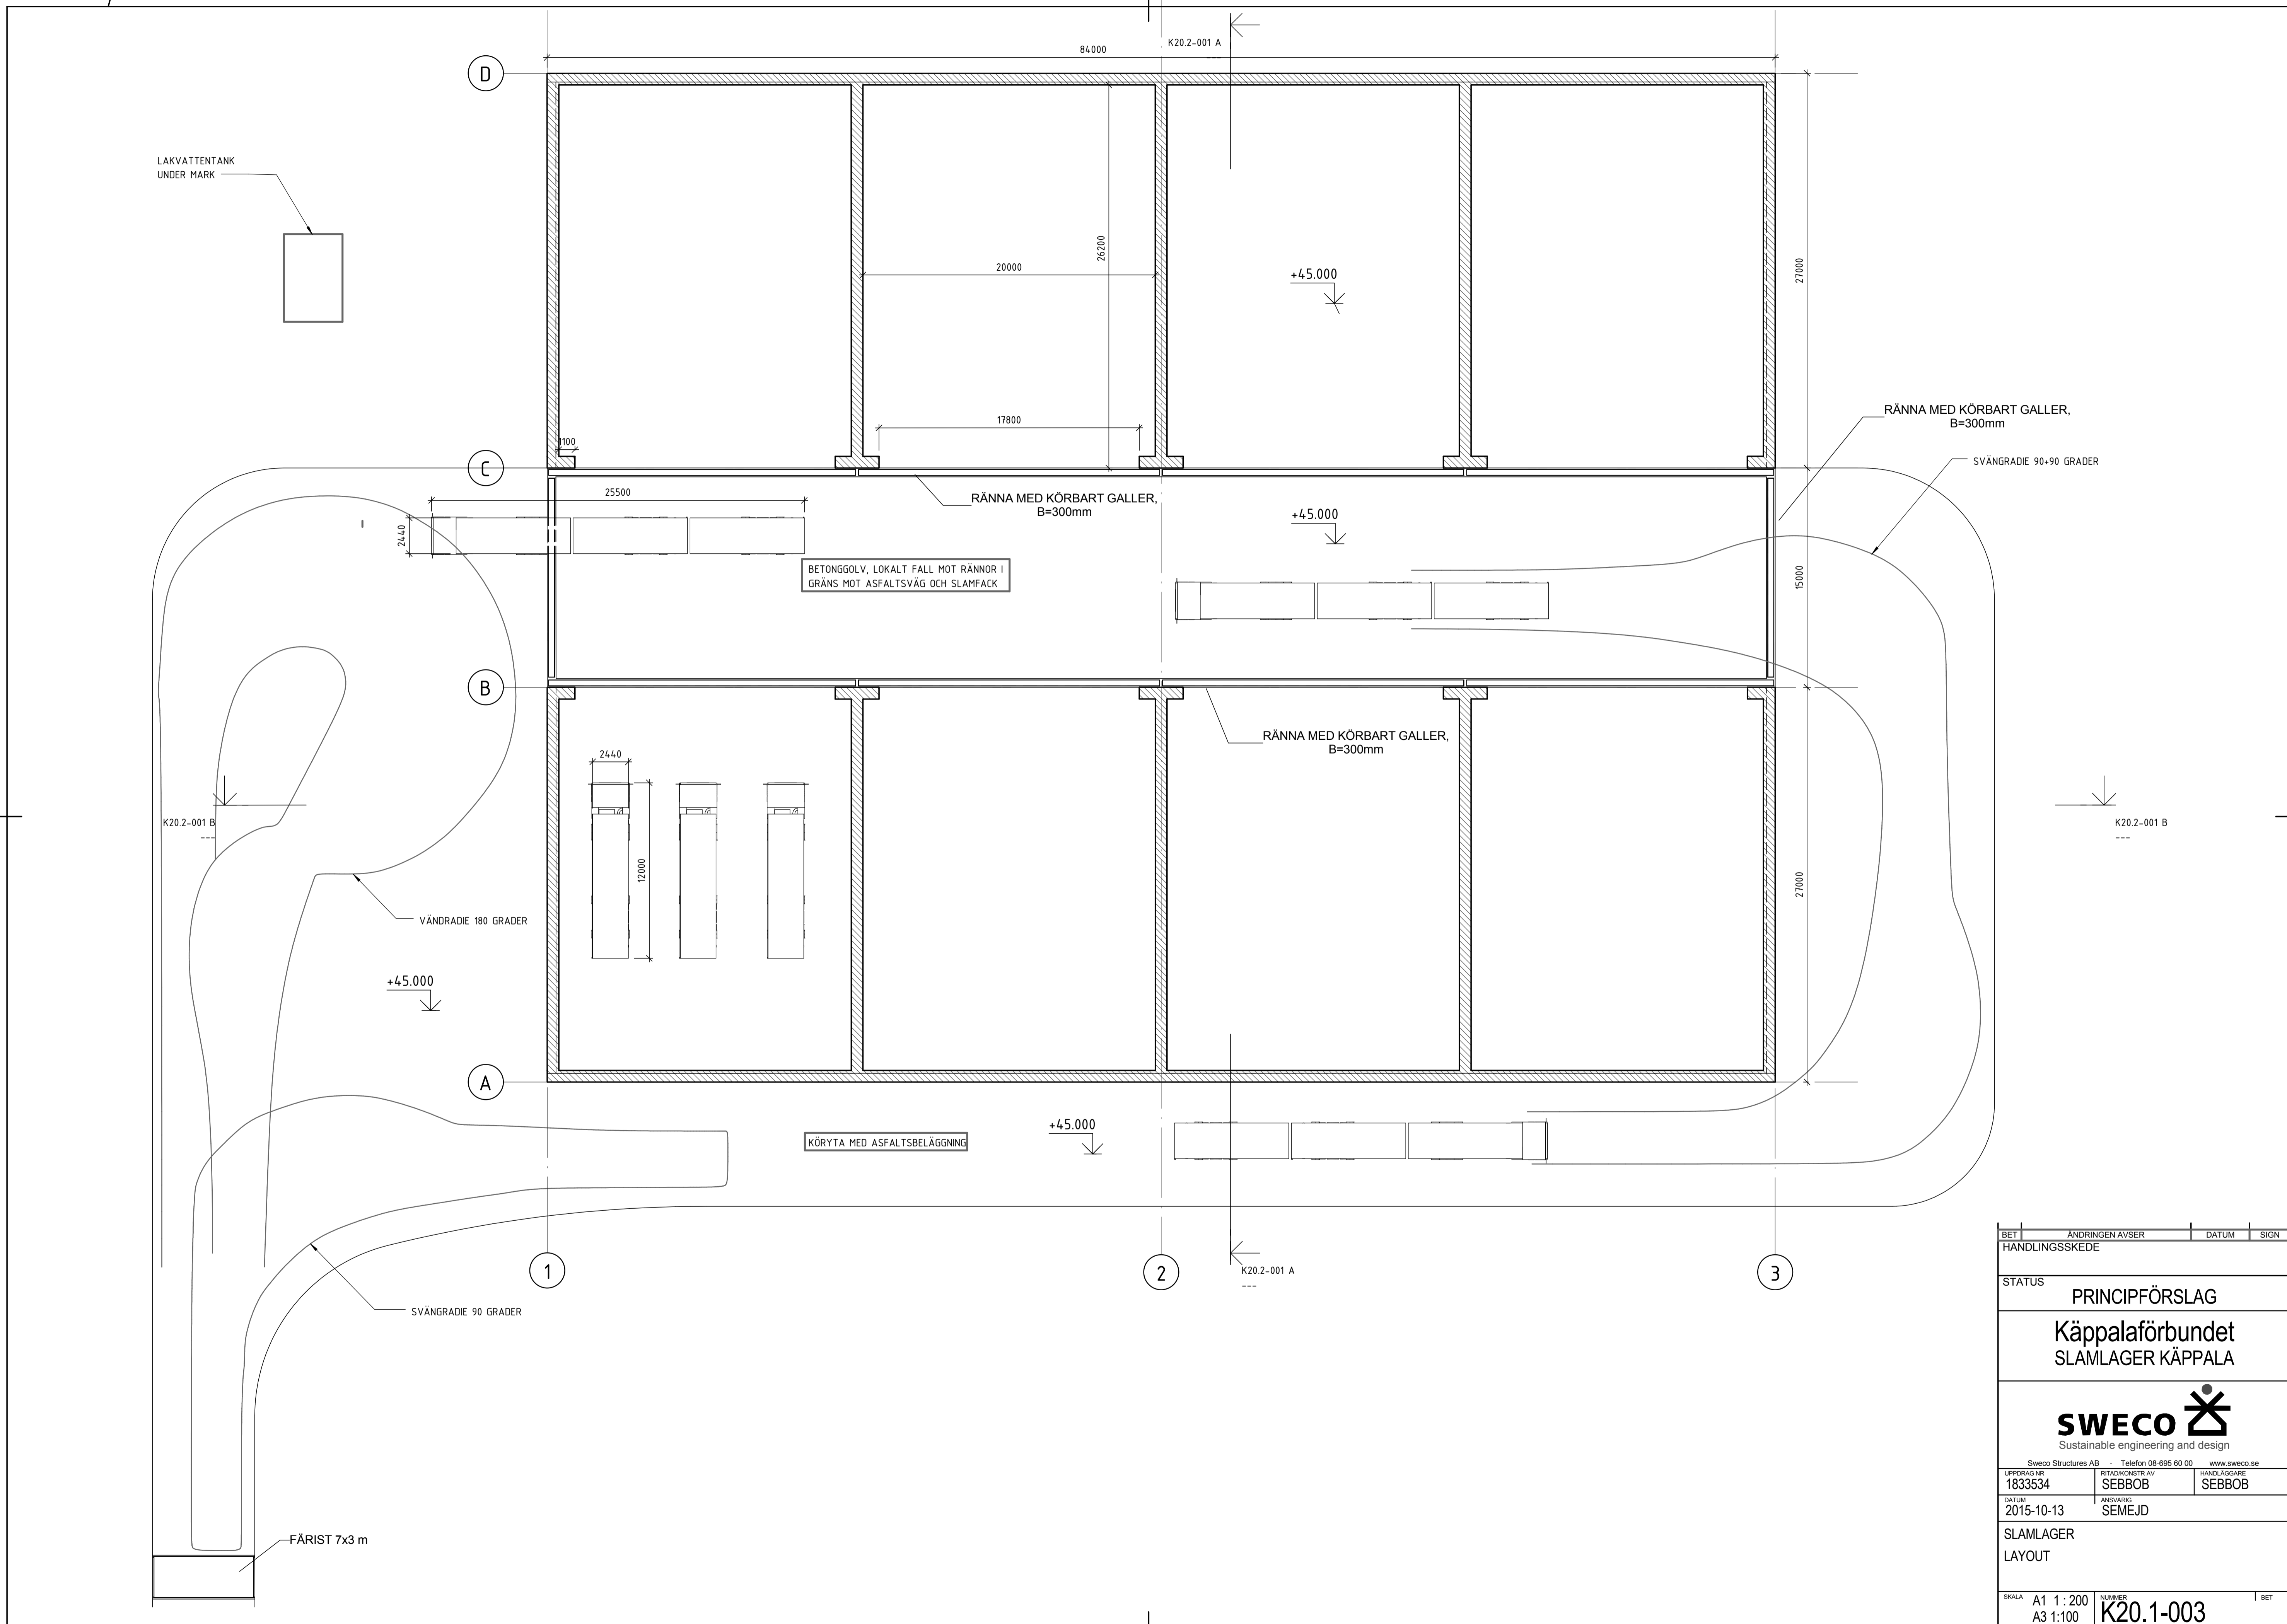 84000
K20.2-001 A
---
D
LAKVATTENTANK
UNDER MARK
26200
20000
+45.000
27000
17800
1100
C
RÄNNA MED KÖRBART GALLER,
B=300mm
SVÄNGRADIE 90+90 GRADER
25500
2440
RÄNNA MED KÖRBART GALLER,
B=300mm
+45.000
BETONGGOLV, LOKALT FALL MOT RÄNNOR I
GRÄNS MOT ASFALTSVÄG OCH SLAMFACK
15000
B
RÄNNA MED KÖRBART GALLER,
B=300mm
2440
12000
K20.2-001 B
---
K20.2-001 B
---
27000
VÄNDRADIE 180 GRADER
+45.000
A
KÖRYTA MED ASFALTSBELÄGGNING
+45.000
1
2
3
K20.2-001 A
---
SVÄNGRADIE 90 GRADER
FÄRIST 7x3 m
BET ÄNDRINGEN AVSER DATUM SIGN
HANDLINGSSKEDE
STATUS
PRINCIPFÖRSLAG
Käppalaförbundet
SLAMLAGER KÄPPALA
SWECO
Sustainable engineering and design
Sweco Structures AB - Telefon 08-695 60 00 www.sweco.se
UPPDRAG NR RITAD/KONSTR AV HANDLÄGGARE
1833534 SEBBOB SEBBOB
DATUM ANSVARIG
2015-10-13 SEMEJD
SLAMLAGER
LAYOUT
SKALA A1 1 : 200 NUMMER BET
A3 1:100 K20.1-003